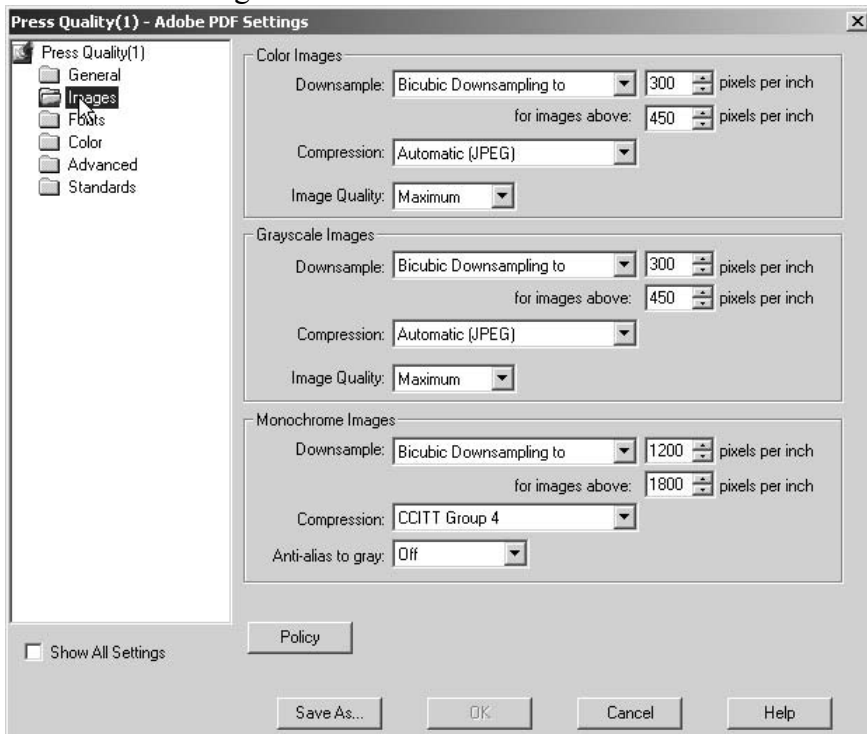 Press Quality(1) - Adobe PDF Settings
Press Quality(1)
General
Images
Fonts
Color
Advanced
Standards
Show All Settings
Color Images
Downsample: Bicubic Downsampling to 300 pixels per inch
for images above: 450 pixels per inch
Compression: Automatic (JPEG)
Image Quality: Maximum
Grayscale Images
Downsample: Bicubic Downsampling to 300 pixels per inch
for images above: 450 pixels per inch
Compression: Automatic (JPEG)
Image Quality: Maximum
Monochrome Images
Downsample: Bicubic Downsampling to 1200 pixels per inch
for images above: 1800 pixels per inch
Compression: CCITT Group 4
Anti-alias to gray: Off
Policy
Save As... OK Cancel Help